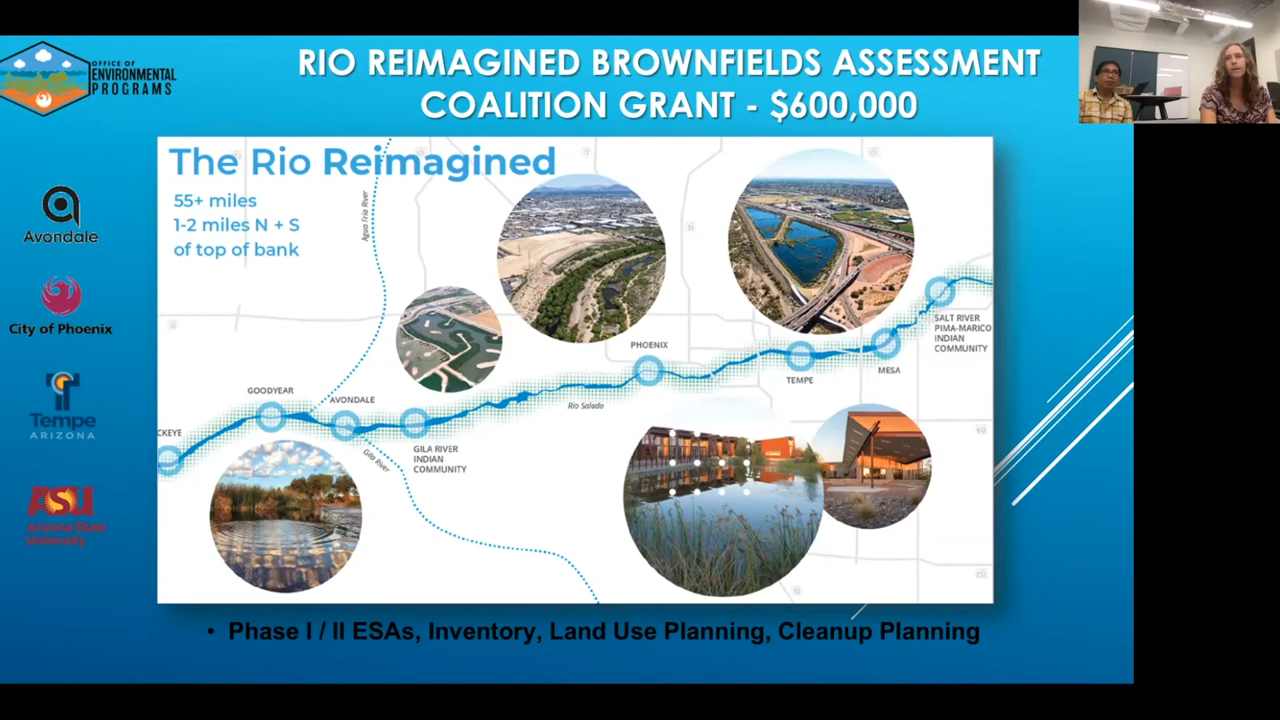 OFFICE OF
ENVIRONMENTAL
PROGRAMS
RIO REIMAGINED BROWNFIELDS ASSESSMENT
COALITION GRANT - $600,000
Avondale
City of Phoenix
Tempe
ARIZONA
ASU
Arizona State
University
The Rio Reimagined
55+ miles
1-2 miles N + S
of top of bank
Agua Fria River
PHOENIX
SALT RIVER
PIMA-MARICO
INDIAN
COMMUNITY
MESA
TEMPE
GOODYEAR
AVONDALE
Rio Salado
CKEYE
GILA RIVER
INDIAN
COMMUNITY
Gila River
• Phase I / II ESAs, Inventory, Land Use Planning, Cleanup Planning